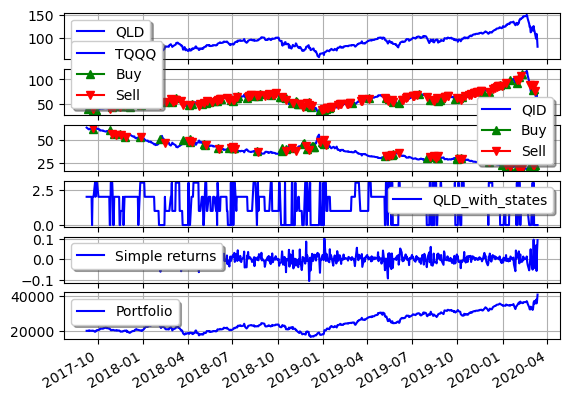 150
100
QLD
TQQQ
Buy
Sell
100
50
QID
Buy
Sell
50
25
2.5
0.0
QLD_with_states
0.1
0.0
−0.1
Simple returns
40000
20000
Portfolio
2017-10
2018-01
2018-04
2018-07
2018-10
2019-01
2019-04
2019-07
2019-10
2020-01
2020-04